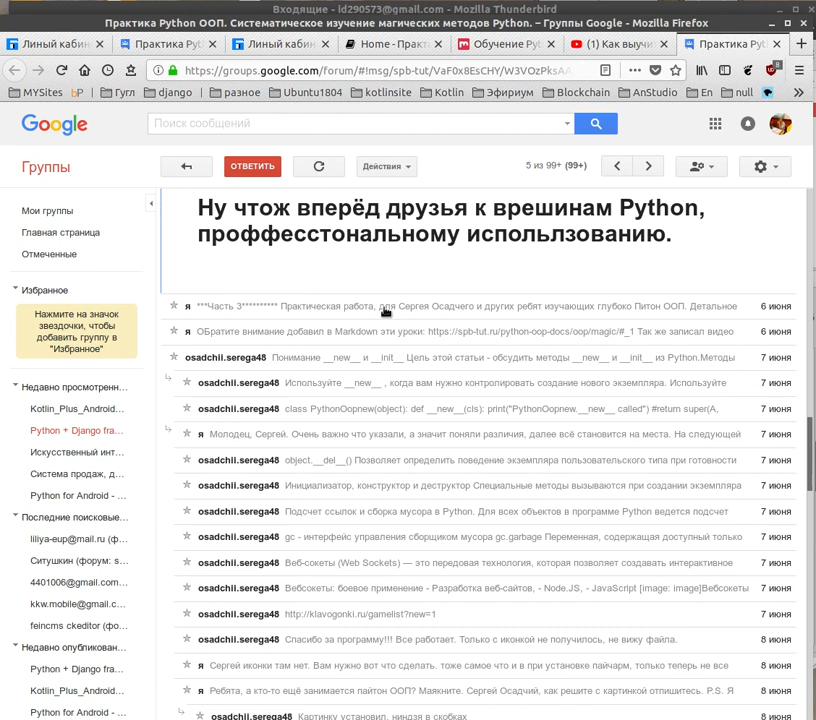 Входящие - id290573@gmail.com - Mozilla Thunderbird
Практика Python ООП. Систематическое изучение магических методов Python. – Группы Google - Mozilla Firefox
Линый кабин
Практика Pyt
Линый кабин
Home - Практ
Обучение Py
(1) Как выучи
Практика Pyt
https://groups.google.com/forum/#!msg/spb-tut/VaF0x8EsCHY/W3VOzPksAA
8
MYSites
bP
Гугл
django
разное
Ubuntu1804
kotlinsite
Kotlin
Эфириум
Blockchain
AnStudio
En
null
Google
Поиск сообщений
Группы
ОТВЕТИТЬ
Действия
5 из 99+ (99+)
Мои группы
Главная страница
Отмеченные
Избранное
Нажмите на значок
звездочки, чтобы
добавить группу в
"Избранное"
Недавно просмотренн...
Kotlin_Plus_Android...
Python + Django fra...
Искусственный инт...
Система продаж, д...
Python for Android - ...
Последние поисковые...
liliya-eup@mail.ru (ф...
Ситушкин (форум: s...
4401006@gmail.com...
kkw.mobile@gmail.c...
feincms ckeditor (фо...
Недавно опубликован...
Python + Django fra...
Kotlin_Plus_Android...
Python for Android - ...
Ну чтож вперёд друзья к врешинам Python,
проффесстональному использованию.
я ***Часть 3********** Практическая работа, для Сергея Осадчего и других ребят изучающих глубоко Питон ООП. Детальное 6 июня
я ОБратите внимание добавил в Markdown эти уроки: https://spb-tut.ru/python-oop-docs/oop/magic/#_1 Так же записал видео 6 июня
osadchii.serega48 Понимание __new__ и __init__ Цель этой статьи - обсудить методы __new__ и __init__ из Python.Методы 7 июня
osadchii.serega48 Используйте __new__ , когда вам нужно контролировать создание нового экземпляра. Используйте 7 июня
osadchii.serega48 class PythonOopnew(object): def __new__(cls): print("PythonOopnew.__new__ called") #return super(A, 7 июня
я Молодец, Сергей. Очень важно что указали, а значит поняли различия, далее всё становится на места. На следующей 7 июня
osadchii.serega48 object.__del__() Позволяет определить поведение экземпляра пользовательского типа при готовности 7 июня
osadchii.serega48 Инициализатор, конструктор и деструктор Специальные методы вызываются при создании экземпляра 7 июня
osadchii.serega48 Подсчет ссылок и сборка мусора в Python. Для всех объектов в программе Python ведется подсчет 7 июня
osadchii.serega48 gc - интерфейс управления сборщиком мусора gc.garbage Переменная, содержащая доступный только 7 июня
osadchii.serega48 Веб-сокеты (Web Sockets) — это передовая технология, которая позволяет создавать интерактивное 7 июня
osadchii.serega48 Вебсокеты: боевое применение - Разработка веб-сайтов, - Node.JS, - JavaScript [image: image]Вебсокеты 7 июня
osadchii.serega48 http://klavogonki.ru/gamelist?new=1 7 июня
osadchii.serega48 Спасибо за программу!!! Все работает. Только с иконкой не получилось, не вижу файла. 8 июня
я Сергей иконки там нет. Вам нужно вот что сделать. тоже самое что и в при установке пайчарм, только теперь не все 8 июня
я Ребята, а кто-то ещё занимается пайтон ООП? Маякните. Сергей Осадчий, как решите с картинкой отпишитесь. P.S. Я 8 июня
osadchii.serega48 Картинку установил, ниндзя в скобках 8 июня